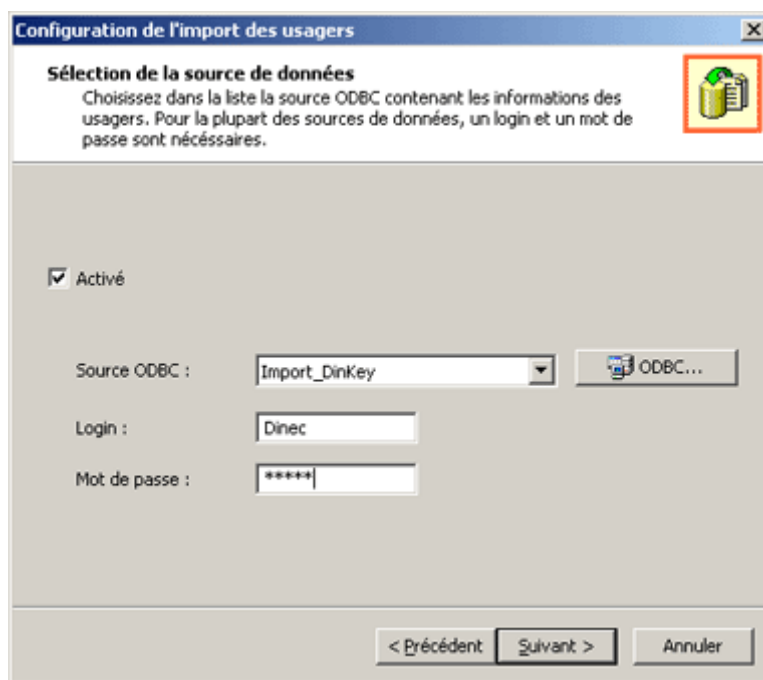 Configuration de l'import des usagers
Sélection de la source de données
Choisissez dans la liste la source ODBC contenant les informations des
usagers. Pour la plupart des sources de données, un login et un mot de
passe sont nécéssaires.
Activé
Source ODBC :
Import_DinKey
ODBC...
Login :
Dinec
Mot de passe :
*****
< Précédent
Suivant >
Annuler